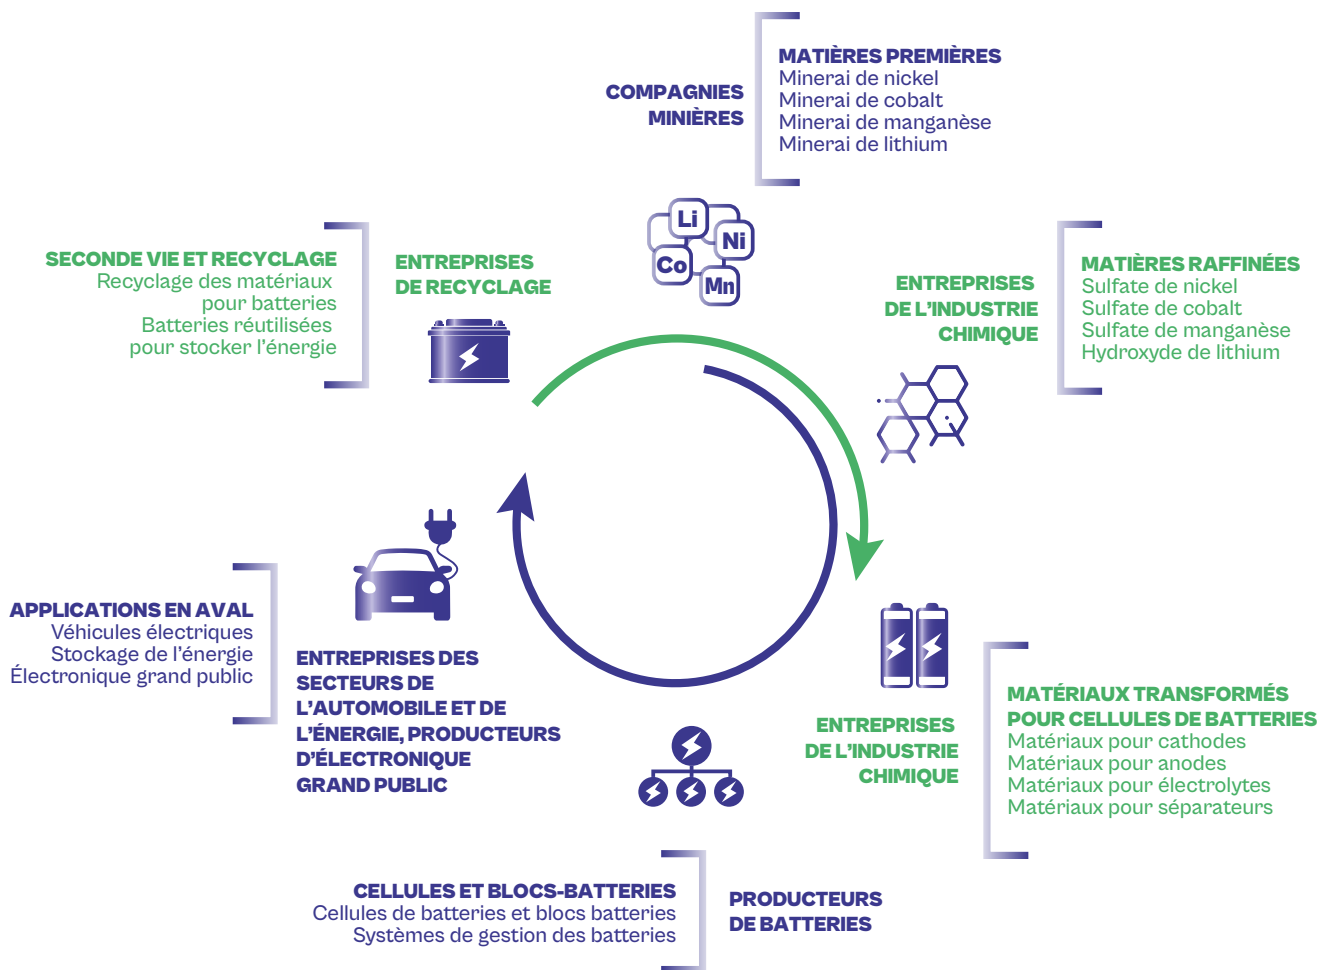 COMPAGNIES
MINIÈRES
MATIÈRES PREMIÈRES
Minerai de nickel
Minerai de cobalt
Minerai de manganèse
Minerai de lithium
Li
Ni
Co
Mn
ENTREPRISES
DE L’INDUSTRIE
CHIMIQUE
MATIÈRES RAFFINÉES
Sulfate de nickel
Sulfate de cobalt
Sulfate de manganèse
Hydroxyde de lithium
ENTREPRISES
DE L’INDUSTRIE
CHIMIQUE
MATÉRIAUX TRANSFORMÉS
POUR CELLULES DE BATTERIES
Matériaux pour cathodes
Matériaux pour anodes
Matériaux pour électrolytes
Matériaux pour séparateurs
CELLULES ET BLOCS-BATTERIES
Cellules de batteries et blocs batteries
Systèmes de gestion des batteries
PRODUCTEURS
DE BATTERIES
APPLICATIONS EN AVAL
Véhicules électriques
Stockage de l’énergie
Électronique grand public
ENTREPRISES DES
SECTEURS DE
L’AUTOMOBILE ET DE
L’ÉNERGIE, PRODUCTEURS
D’ÉLECTRONIQUE
GRAND PUBLIC
SECONDE VIE ET RECYCLAGE
Recyclage des matériaux
pour batteries
Batteries réutilisées
pour stocker l’énergie
ENTREPRISES
DE RECYCLAGE